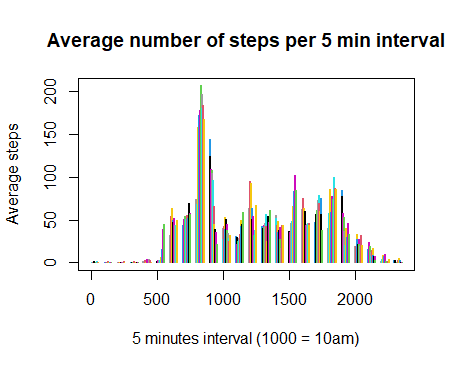 Average number of steps per 5 min interval
Average steps
200
150
100
50
0
0 500 1000 1500 2000
5 minutes interval (1000 = 10am)